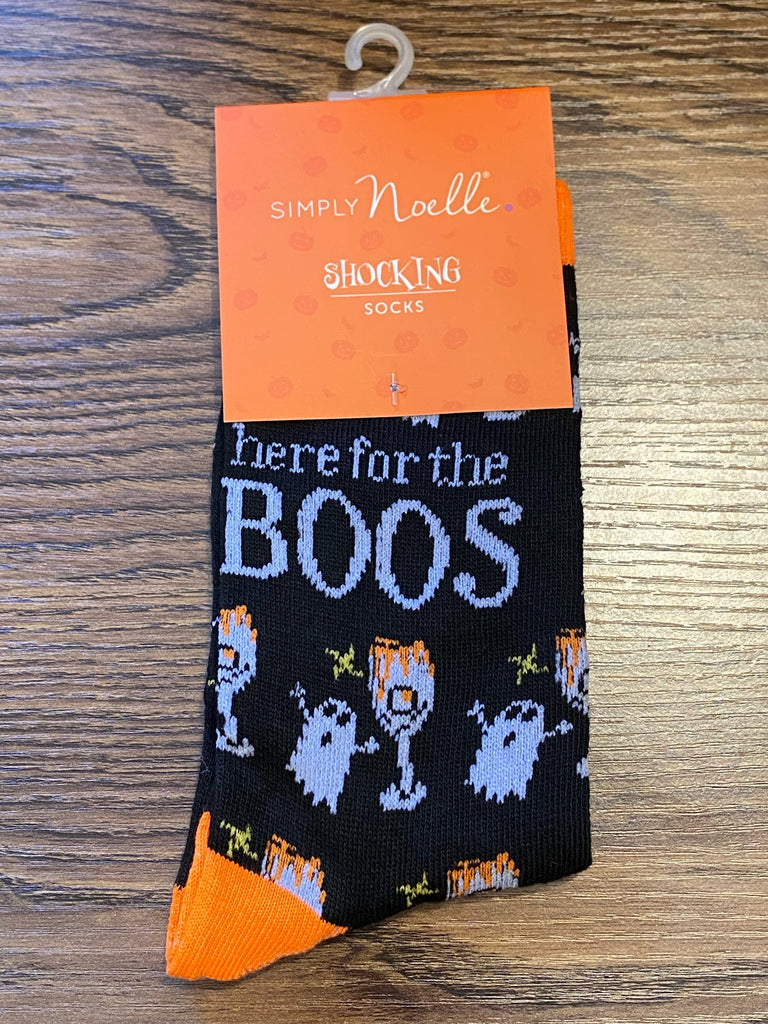 SIMPLY Noelle®
SHOCKING
SOCKS
here for the
BOOS